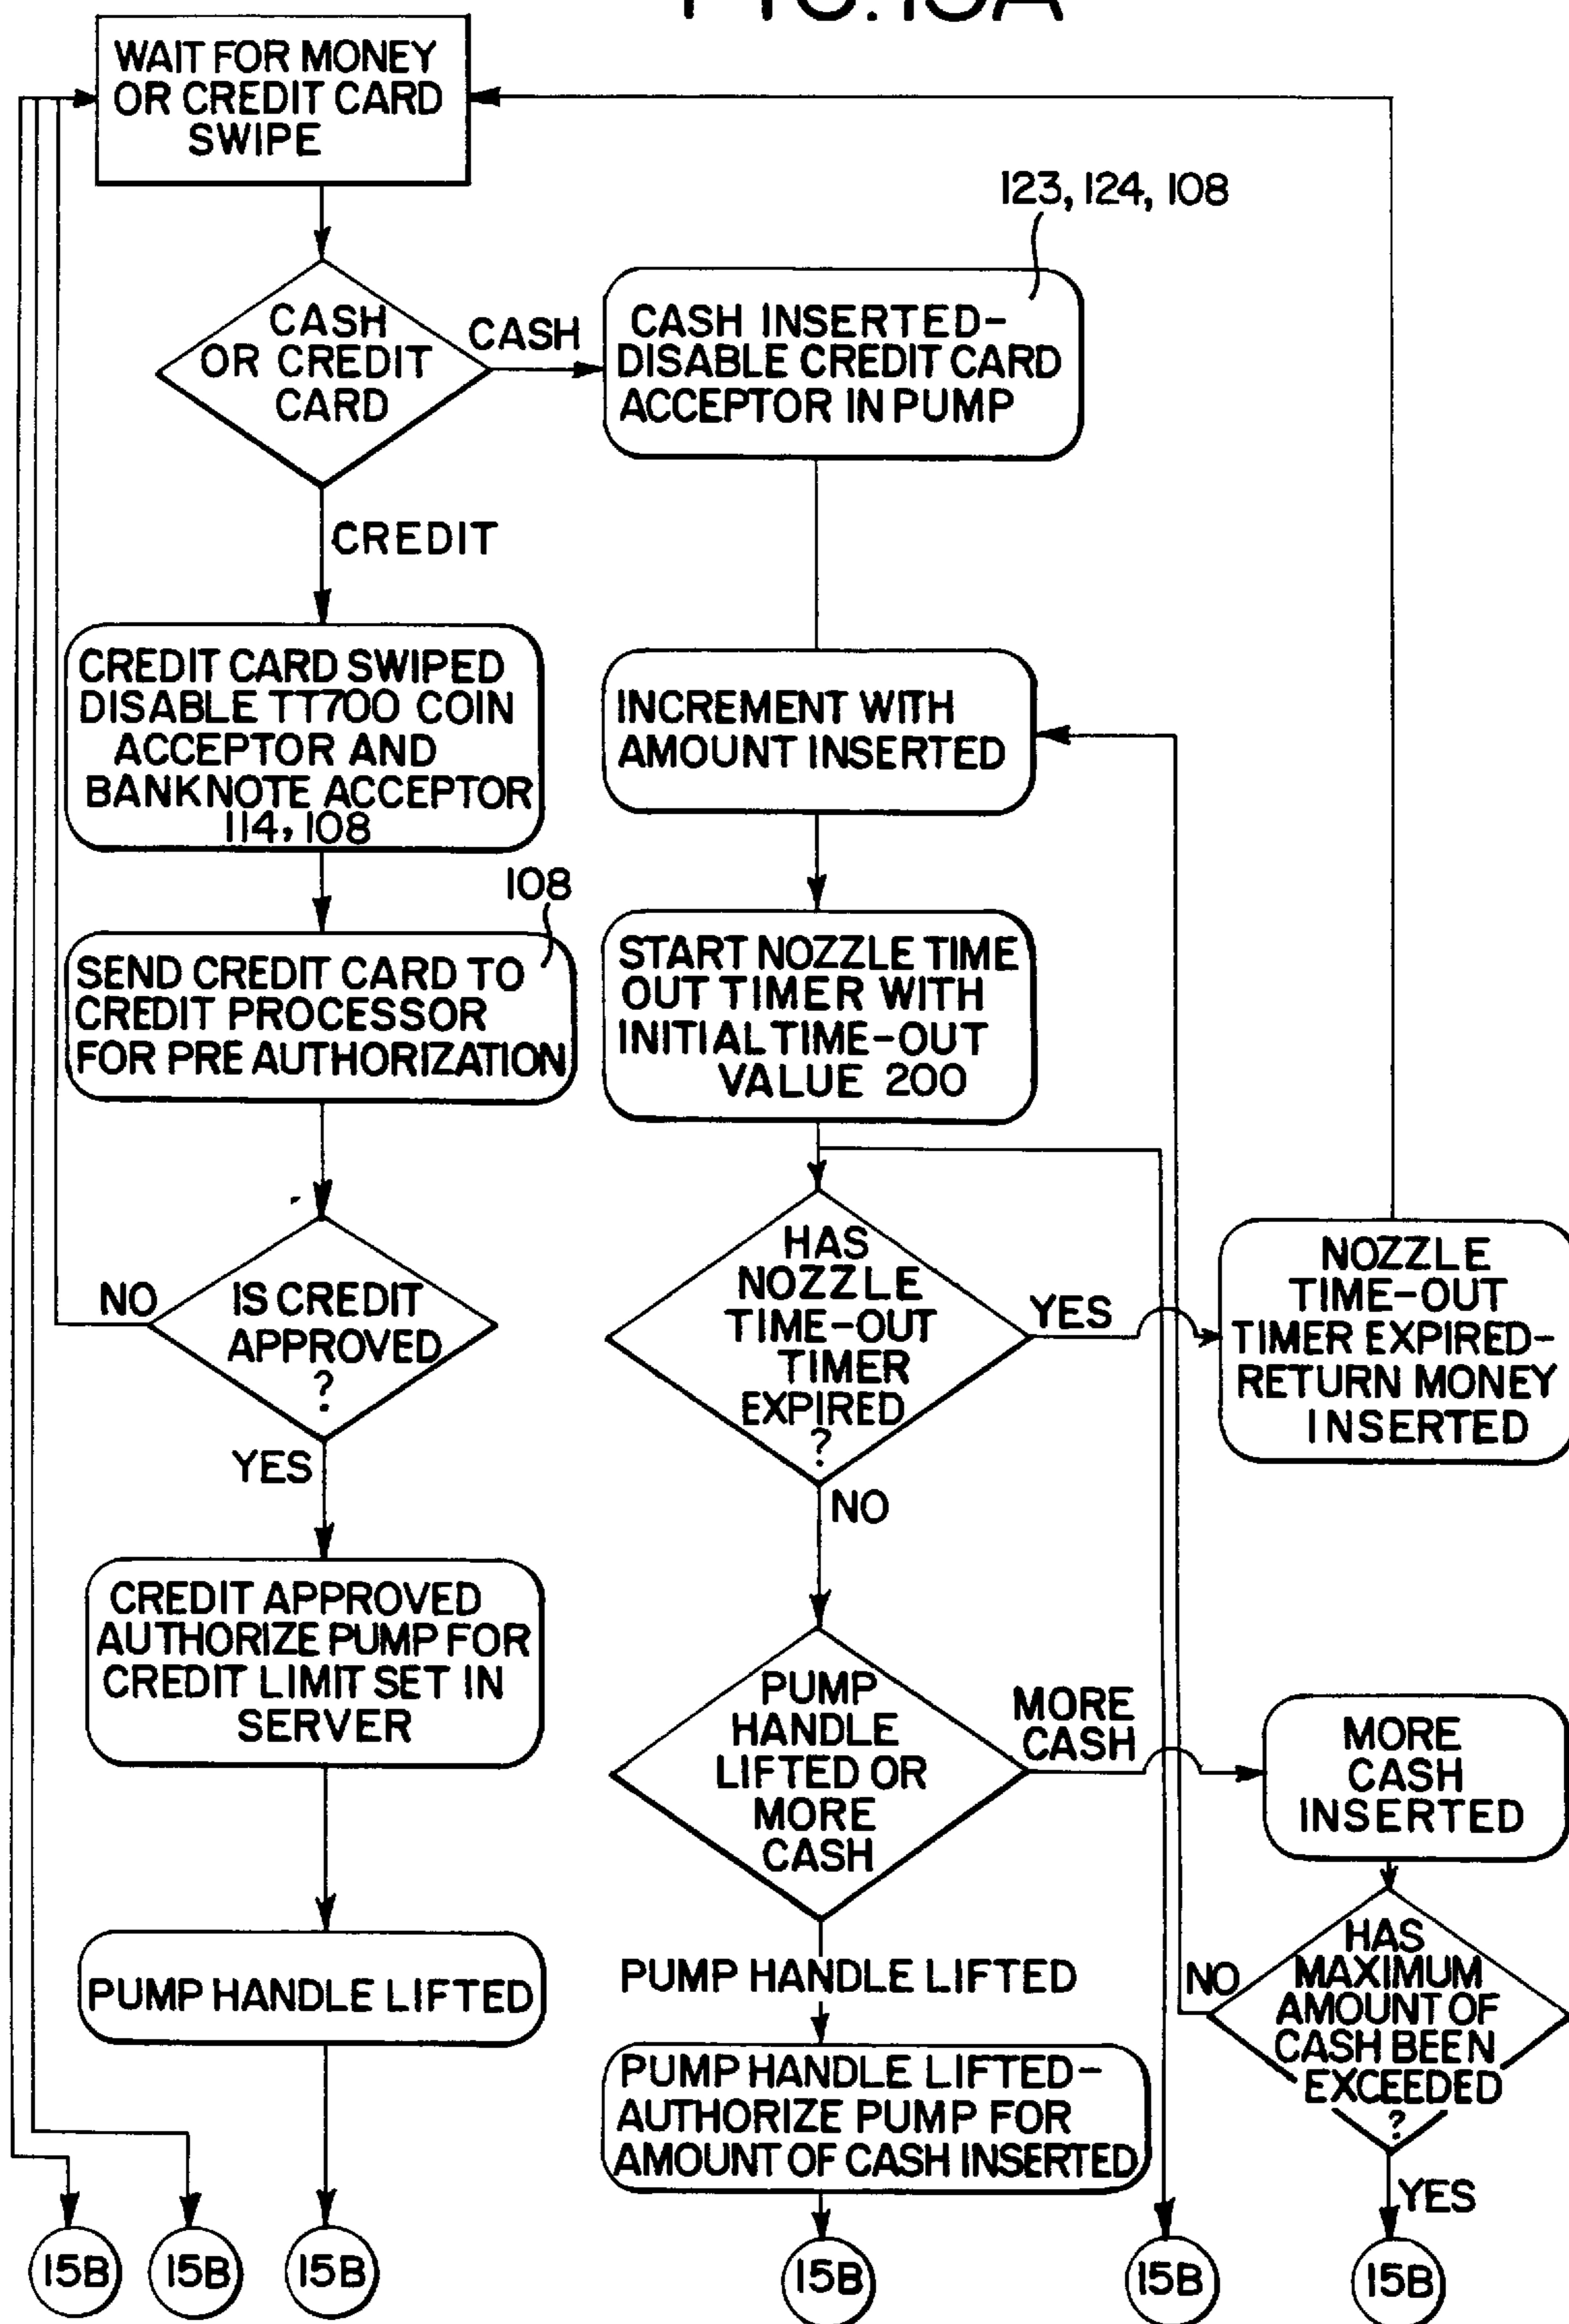 FIG. 15A
WAIT FOR MONEY
OR CREDIT CARD
SWIPE
123, 124, 108
CASH
OR CREDIT
CARD
CASH
CASH INSERTED-
DISABLE CREDIT CARD
ACCEPTOR IN PUMP
CREDIT
CREDIT CARD SWIPED
DISABLE TT700 COIN
ACCEPTOR AND
BANKNOTE ACCEPTOR
114, 108
INCREMENT WITH
AMOUNT INSERTED
108
SEND CREDIT CARD TO
CREDIT PROCESSOR
FOR PRE AUTHORIZATION
START NOZZLE TIME
OUT TIMER WITH
INITIAL TIME-OUT
VALUE 200
NO
IS CREDIT
APPROVED
?
YES
HAS
NOZZLE
TIME-OUT
TIMER
EXPIRED
?
YES
NO
NOZZLE
TIME-OUT
TIMER EXPIRED-
RETURN MONEY
INSERTED
CREDIT APPROVED
AUTHORIZE PUMP FOR
CREDIT LIMIT SET IN
SERVER
PUMP
HANDLE
LIFTED OR
MORE
CASH
MORE
CASH
MORE
CASH
INSERTED
PUMP HANDLE LIFTED
PUMP HANDLE LIFTED
NO
HAS
MAXIMUM
AMOUNT OF
CASH BEEN
EXCEEDED
?
YES
PUMP HANDLE LIFTED-
AUTHORIZE PUMP FOR
AMOUNT OF CASH INSERTED
15B
15B
15B
15B
15B
15B